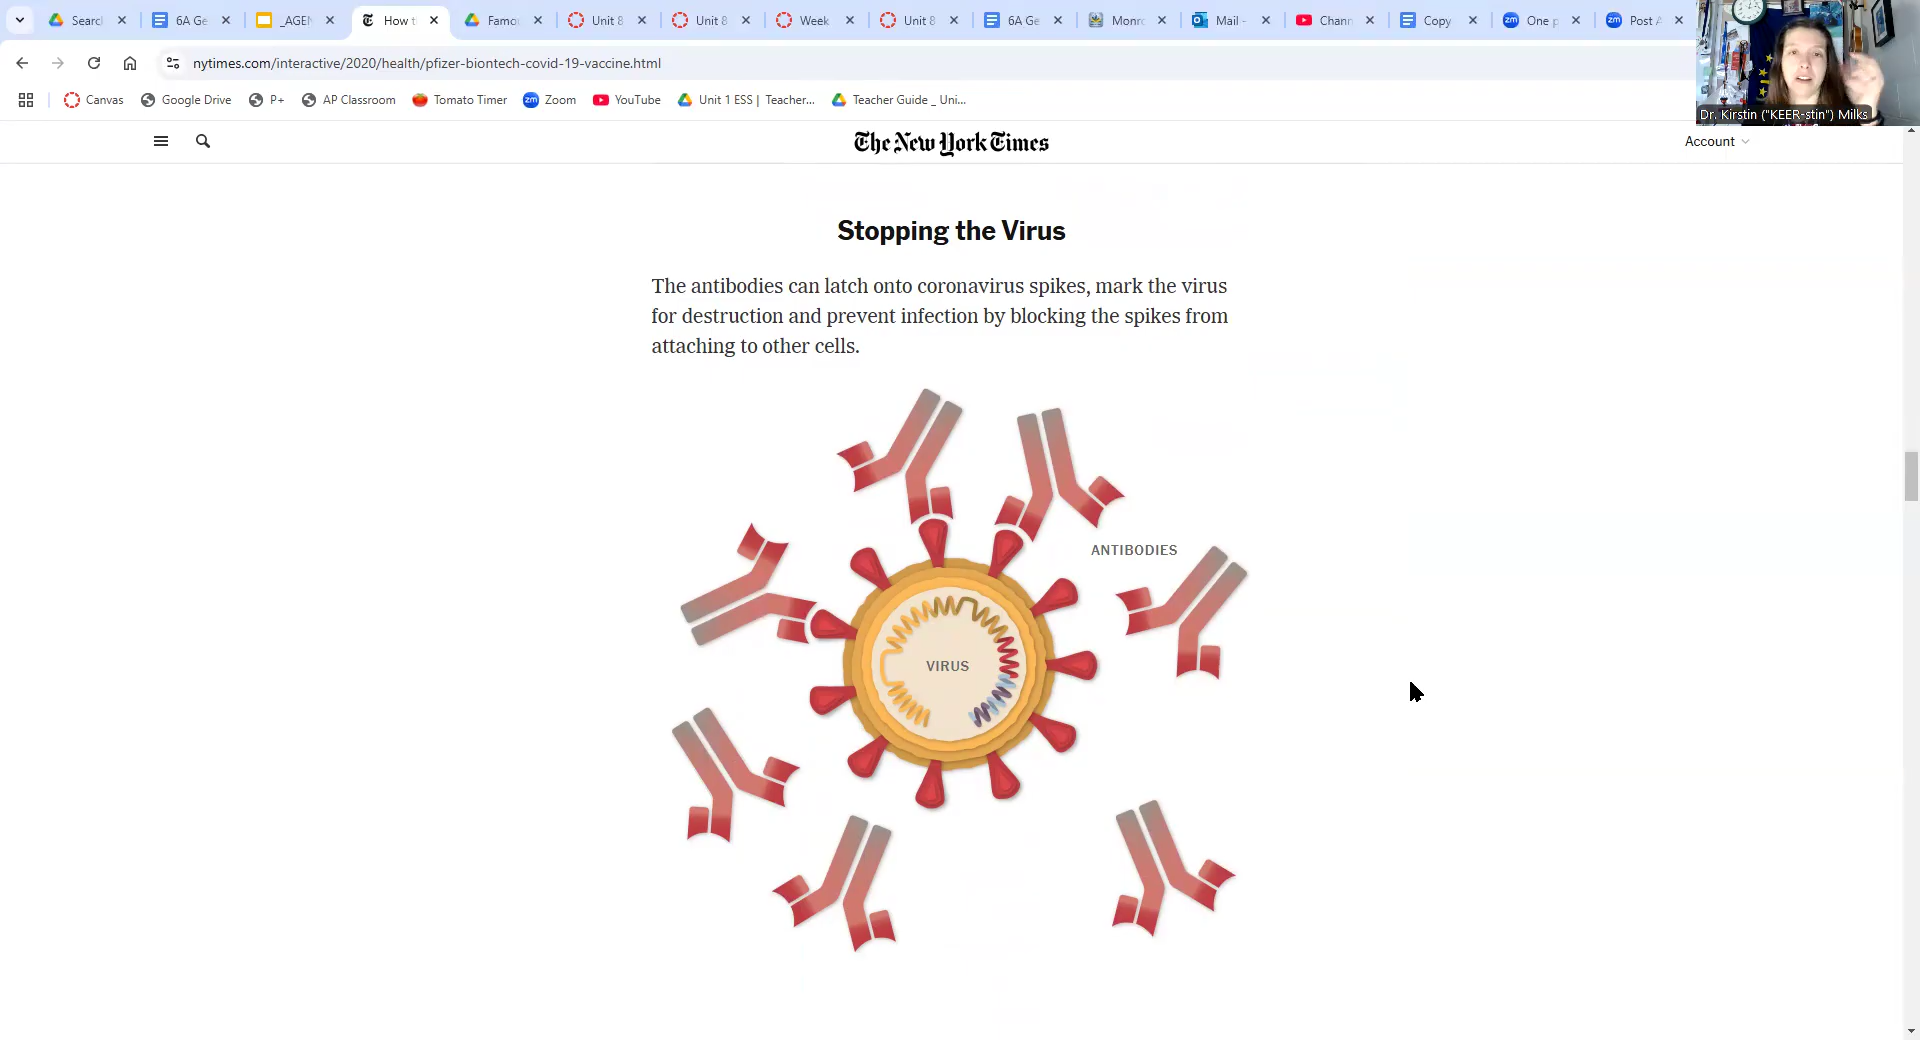 Searc
6A Ge
_AGEN
How t
Famo
Unit 8
Unit 8
Week
Unit 8
6A Ge
Monr
Mail -
Chann
Copy
One p
Post A
nytimes.com/interactive/2020/health/pfizer-biontech-covid-19-vaccine.html
Canvas
Google Drive
P+
AP Classroom
Tomato Timer
Zoom
YouTube
Unit 1 ESS | Teacher...
Teacher Guide _ Uni...
Dr. Kirstin ("KEER-stin") Milks
The New York Times
Account
Stopping the Virus
The antibodies can latch onto coronavirus spikes, mark the virus
for destruction and prevent infection by blocking the spikes from
attaching to other cells.
ANTIBODIES
VIRUS